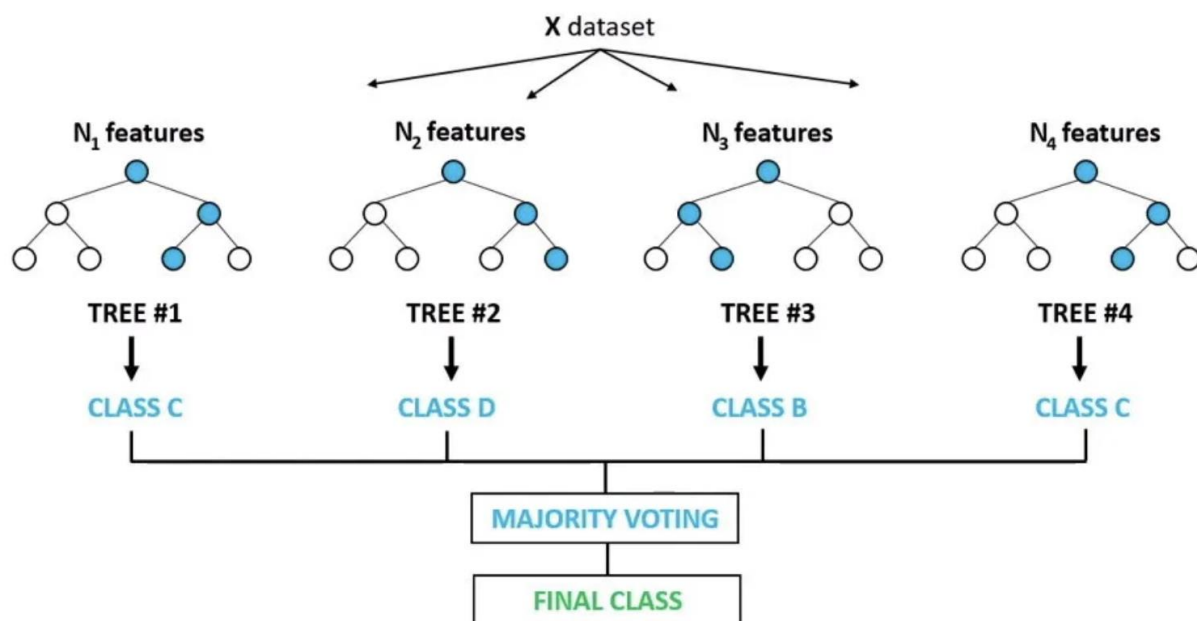 X dataset
N₁ features
N₂ features
N₃ features
N₄ features
TREE #1
TREE #2
TREE #3
TREE #4
CLASS C
CLASS D
CLASS B
CLASS C
MAJORITY VOTING
FINAL CLASS